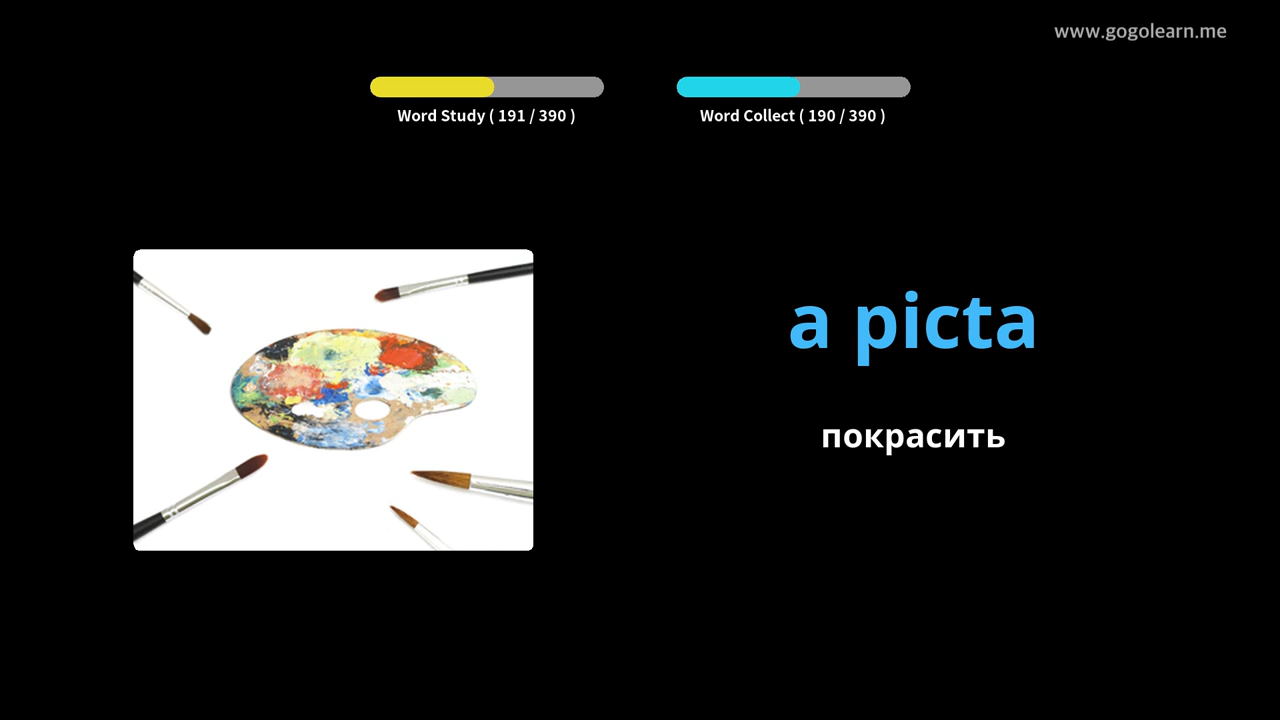 www.gogolearn.me
Word Study ( 191 / 390 )
Word Collect ( 190 / 390 )
a picta
покрасить